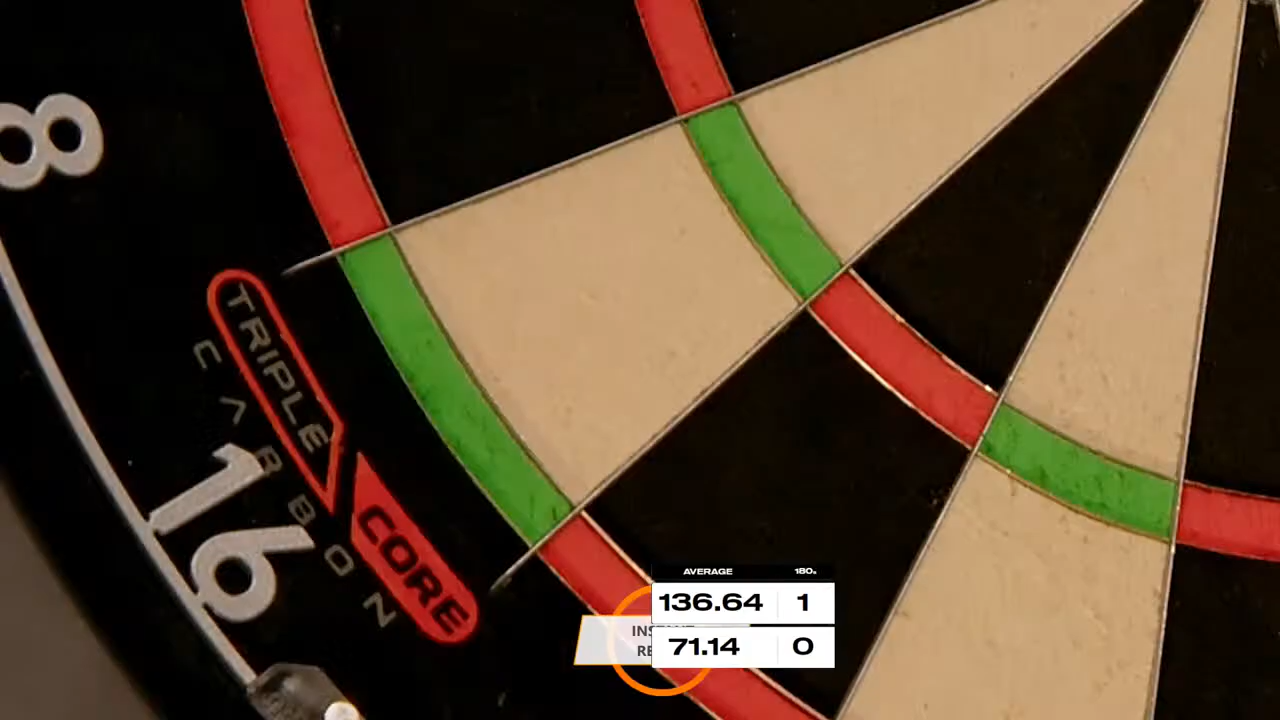 8
TRIPLE
CORE
CARBON
16
AVERAGE 180s
136.64 1
71.14 0